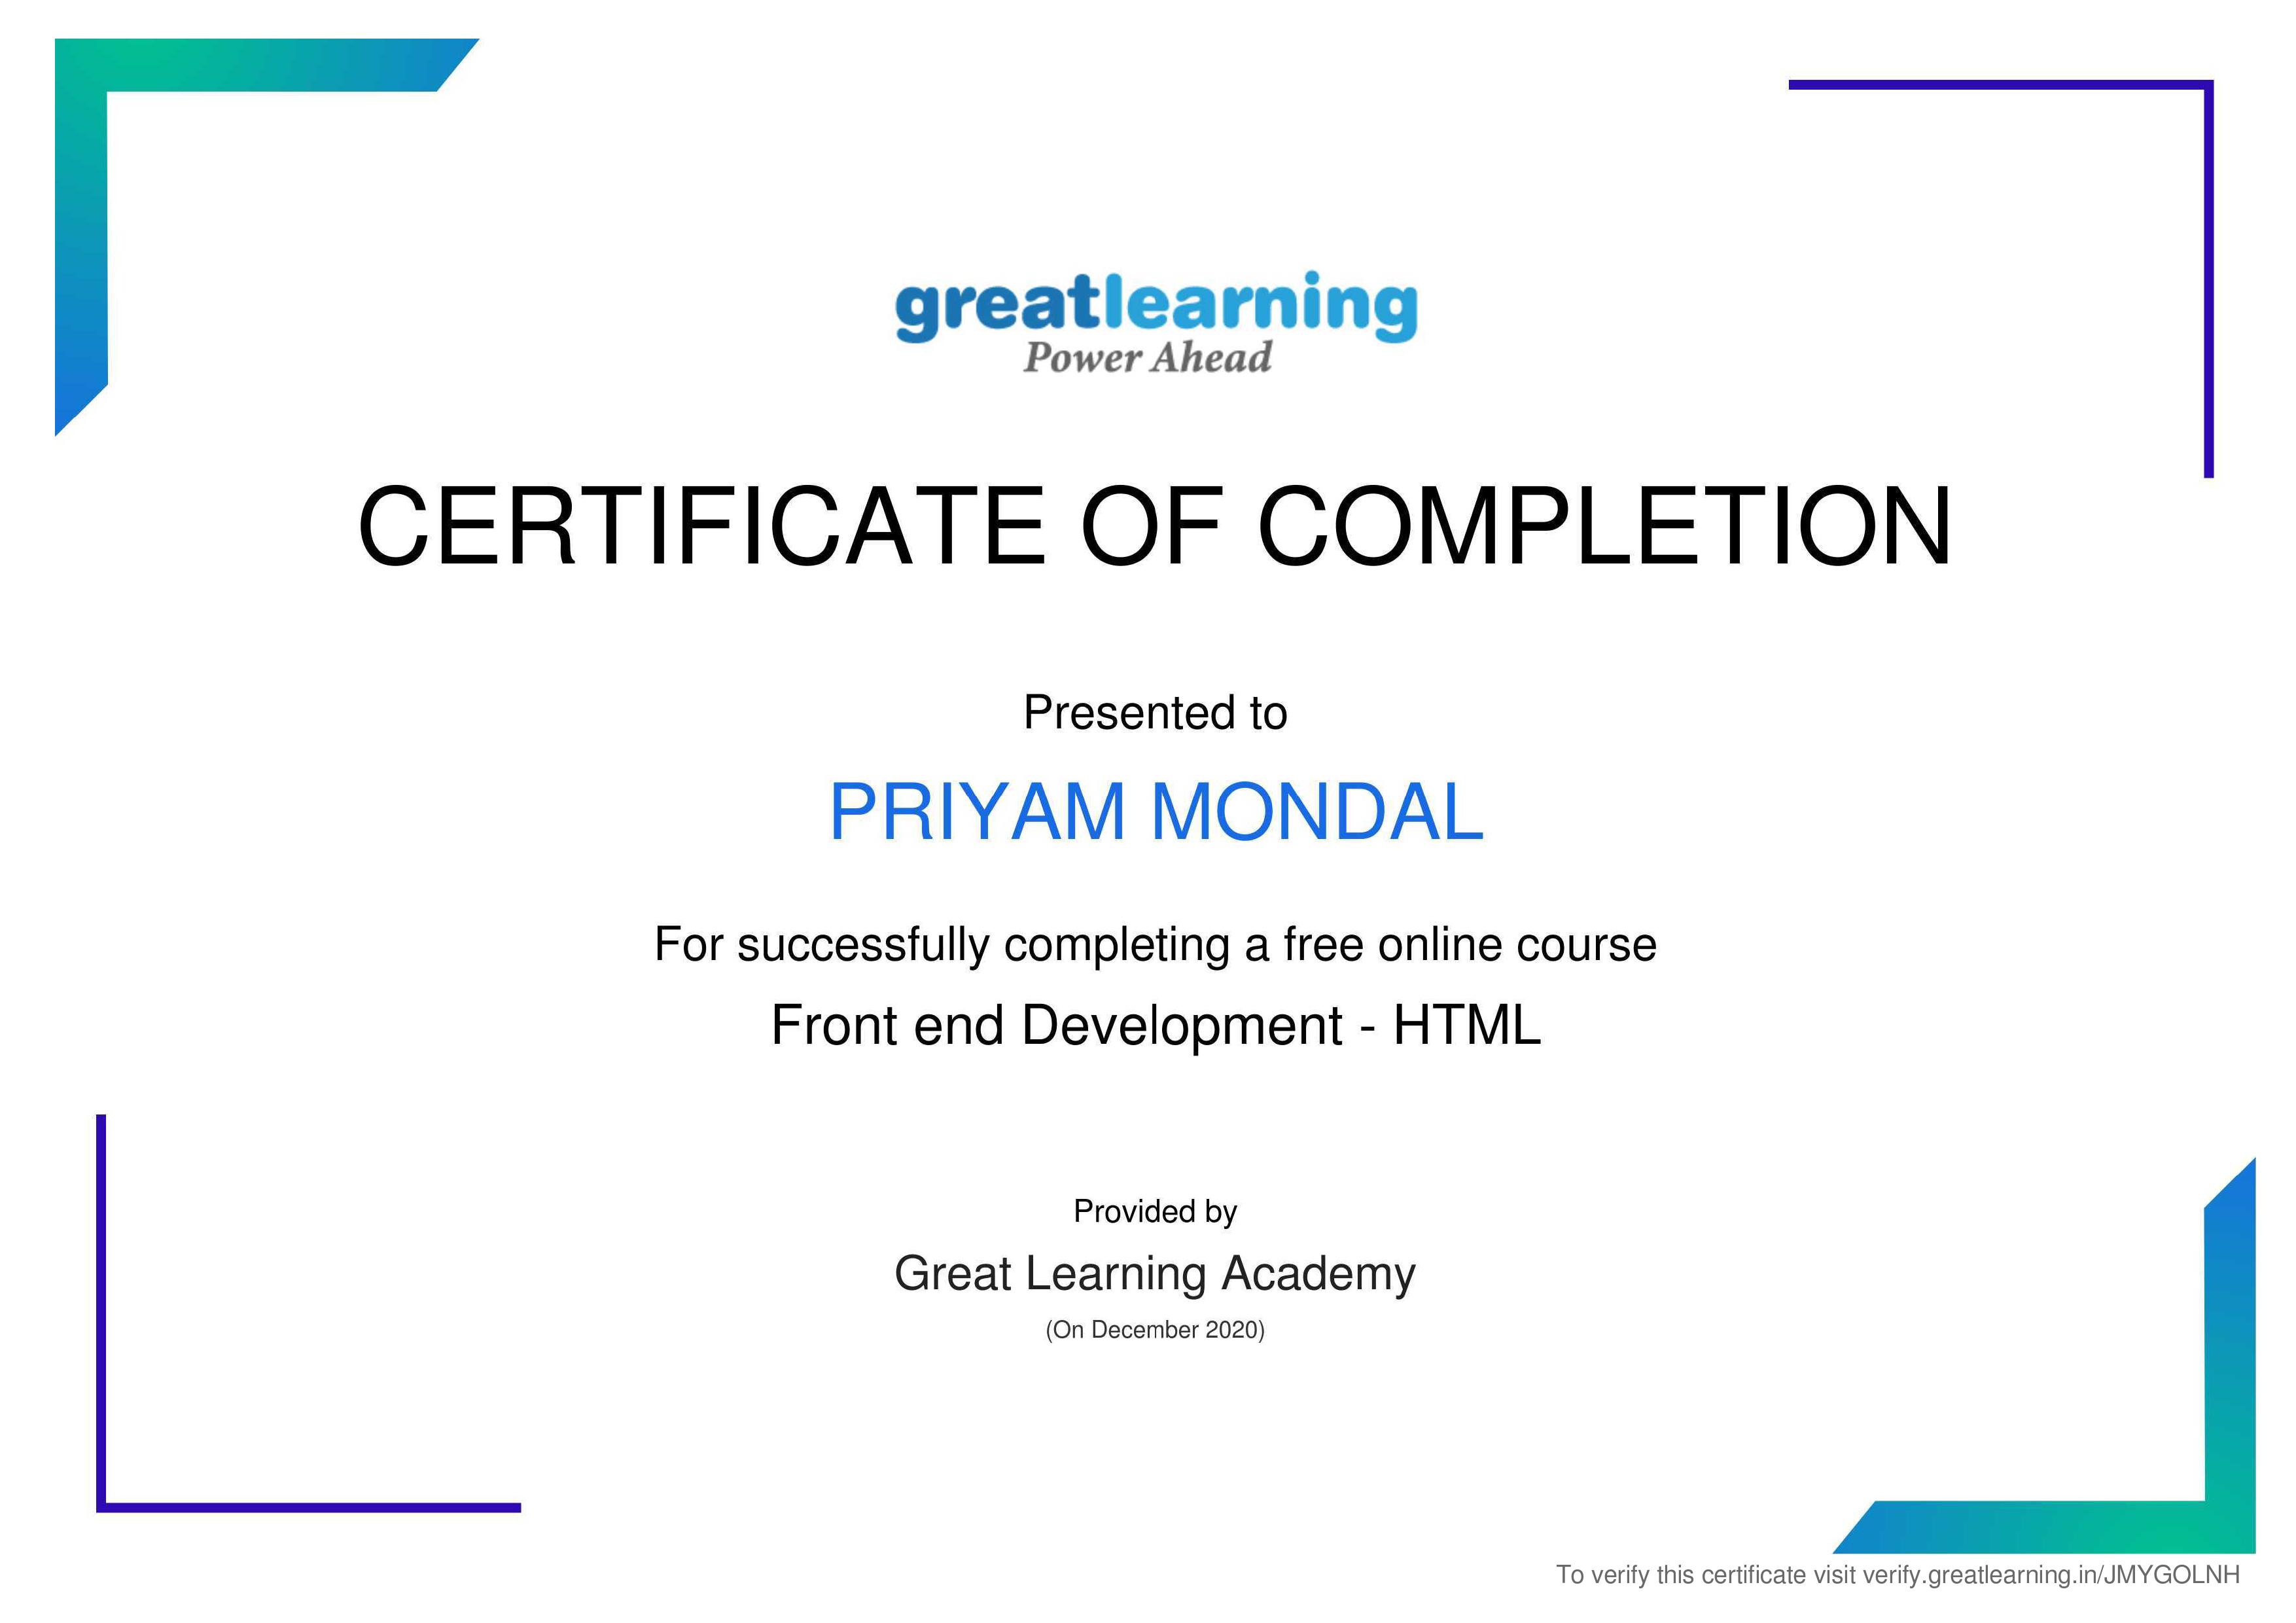 greatlearning
Power Ahead
CERTIFICATE OF COMPLETION
Presented to
PRIYAM MONDAL
For successfully completing a free online course
Front end Development - HTML
Provided by
Great Learning Academy
(On December 2020)
To verify this certificate visit verify.greatlearning.in/JMYGOLNH